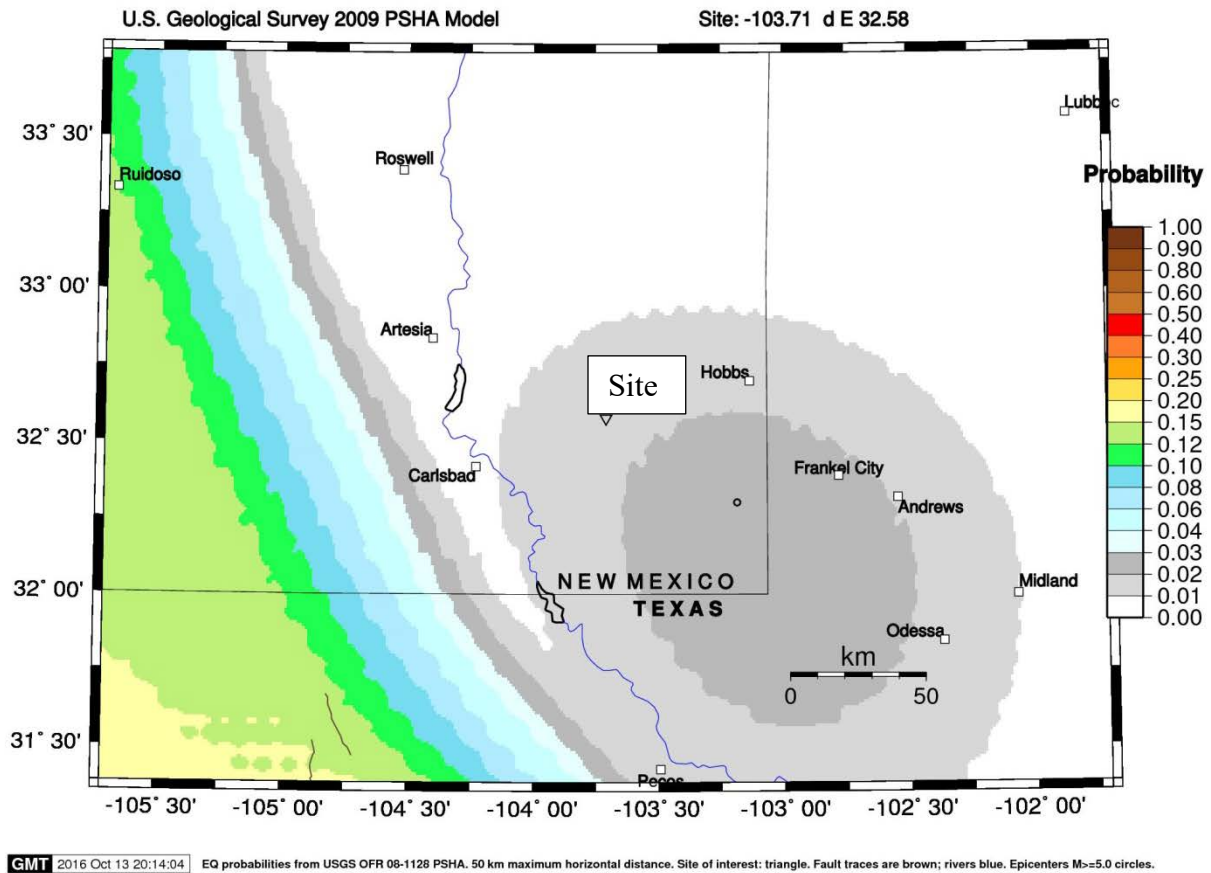 U.S. Geological Survey 2009 PSHA Model
Site: -103.71 d E 32.58
33° 30'
33° 00'
32° 30'
32° 00'
31° 30'
Lubboc
Roswell
Ruidoso
Artesia
Site
Hobbs
Carlsbad
Frankel City
Andrews
NEW MEXICO
TEXAS
Midland
Odessa
km
0 50
Pecos
Probability
1.00
0.90
0.80
0.60
0.50
0.40
0.30
0.25
0.20
0.15
0.12
0.10
0.08
0.06
0.04
0.03
0.02
0.01
0.00
-105° 30' -105° 00' -104° 30' -104° 00' -103° 30' -103° 00' -102° 30' -102° 00'
GMT 2016 Oct 13 20:14:04 EQ probabilities from USGS OFR 08-1128 PSHA. 50 km maximum horizontal distance. Site of interest: triangle. Fault traces are brown; rivers blue. Epicenters M>=5.0 circles.